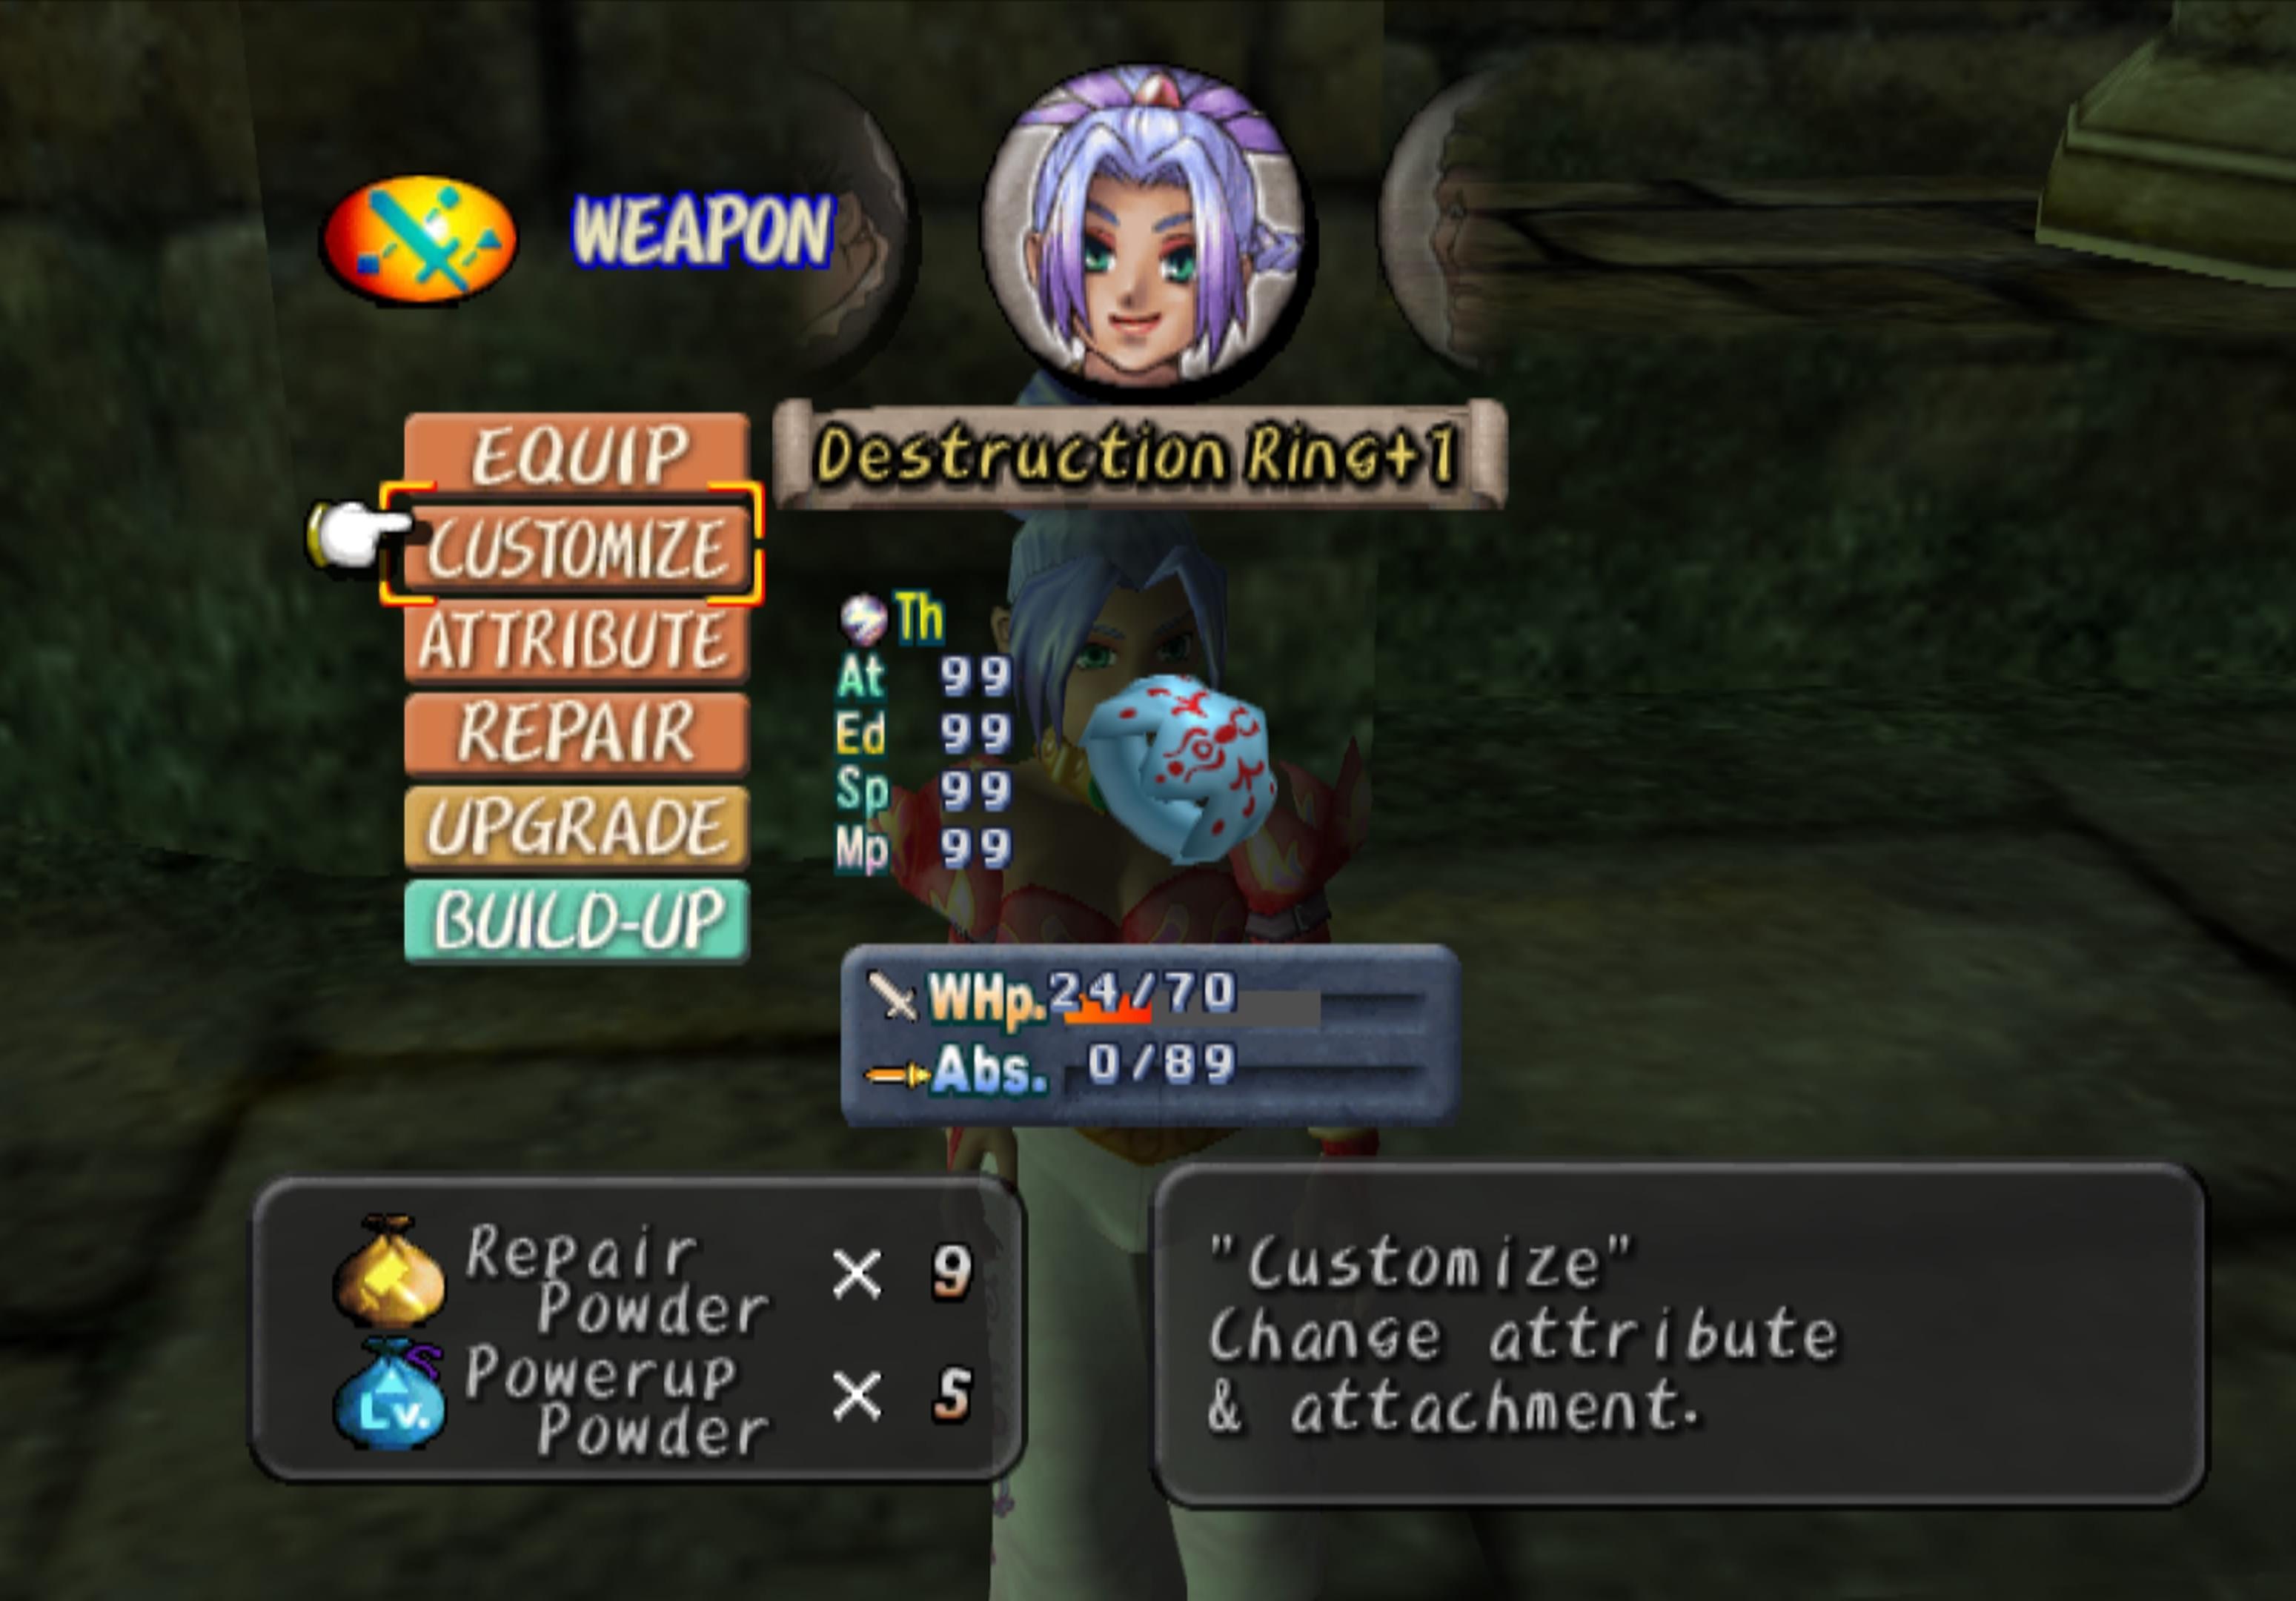 WEAPON
EQUIP
CUSTOMIZE
ATTRIBUTE
REPAIR
UPGRADE
BUILD-UP
Destruction Ring+1
Th
At 99
Ed 99
Sp 99
Mp 99
WHp. 24/70
Abs. 0/89
Repair
Powder × 9
Powerup
Powder × 5
Lv.
"Customize"
Change attribute
& attachment.